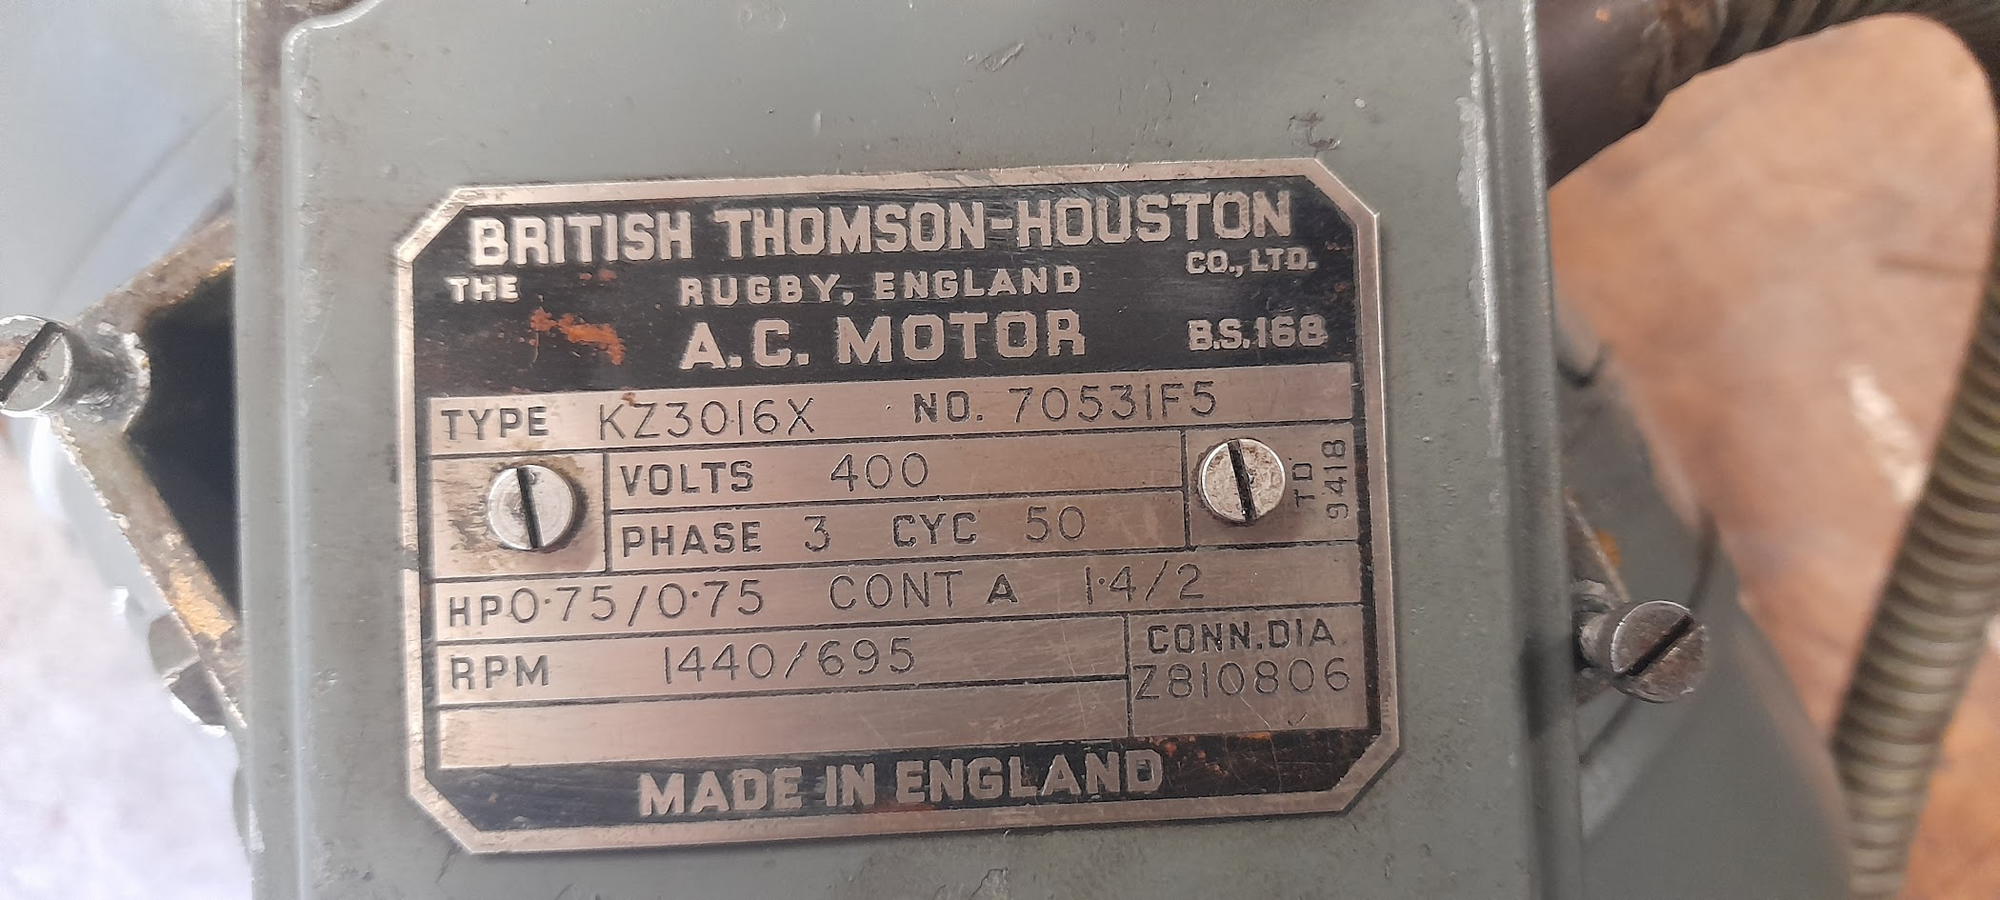 BRITISH THOMSON-HOUSTON
THE RUGBY, ENGLAND CO., LTD.
A.C. MOTOR B.S.168
TYPE KZ3016X NO. 70531F5
VOLTS 400
PHASE 3 CYC 50
TD
9418
HP 0·75/0·75 CONT A 1·4/2
RPM 1440/695
CONN.DIA.
Z810806
MADE IN ENGLAND